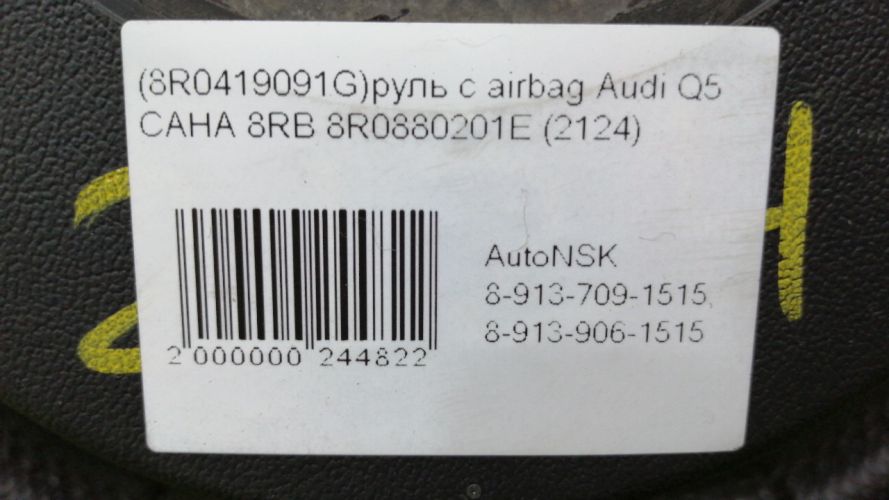 (8R0419091G)руль с airbag Audi Q5
CAHA 8RB 8R0880201E (2124)
AutoNSK
8-913-709-1515,
8-913-906-1515
2 000000 244822